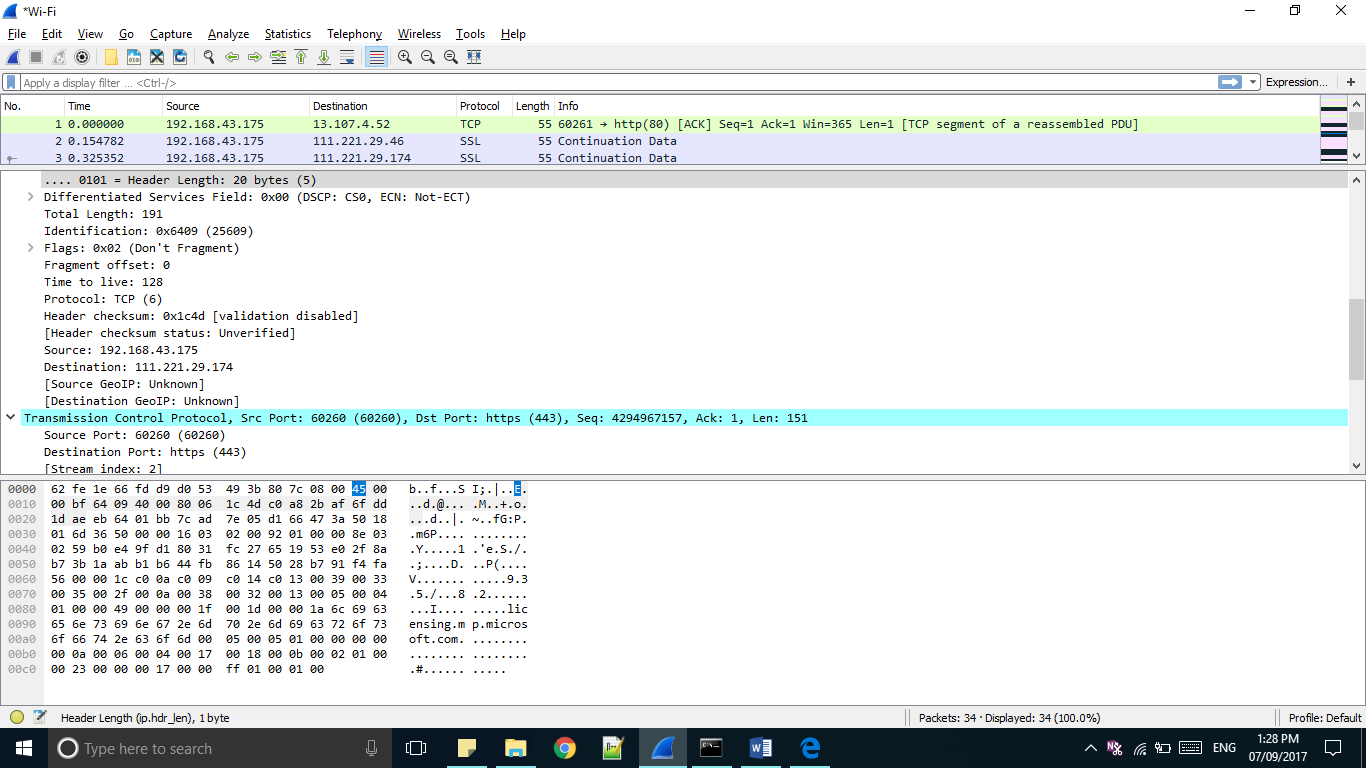 *Wi-Fi
File Edit View Go Capture Analyze Statistics Telephony Wireless Tools Help
Apply a display filter ... <Ctrl-/>
Expression... +
No. Time Source Destination Protocol Length Info
1 0.000000 192.168.43.175 13.107.4.52 TCP 55 60261 → http(80) [ACK] Seq=1 Ack=1 Win=365 Len=1 [TCP segment of a reassembled PDU]
2 0.154782 192.168.43.175 111.221.29.46 SSL 55 Continuation Data
3 0.325352 192.168.43.175 111.221.29.174 SSL 55 Continuation Data
.... 0101 = Header Length: 20 bytes (5)
Differentiated Services Field: 0x00 (DSCP: CS0, ECN: Not-ECT)
Total Length: 191
Identification: 0x6409 (25609)
Flags: 0x02 (Don't Fragment)
Fragment offset: 0
Time to live: 128
Protocol: TCP (6)
Header checksum: 0x1c4d [validation disabled]
[Header checksum status: Unverified]
Source: 192.168.43.175
Destination: 111.221.29.174
[Source GeoIP: Unknown]
[Destination GeoIP: Unknown]
Transmission Control Protocol, Src Port: 60260 (60260), Dst Port: https (443), Seq: 4294967157, Ack: 1, Len: 151
Source Port: 60260 (60260)
Destination Port: https (443)
[Stream index: 2]
0000 62 fe 1e 66 fd d9 d0 53 49 3b 80 7c 08 00 45 00 b..f...S I;.|..E.
0010 00 bf 64 09 40 00 80 06 1c 4d c0 a8 2b af 6f dd ..d.@... .M..+.o.
0020 1d ae eb 64 01 bb 7c ad 7e 05 d1 66 47 3a 50 18 ...d..|. ~..fG:P.
0030 01 6d 36 50 00 00 16 03 02 00 92 01 00 00 8e 03 .m6P.... ........
0040 02 59 b0 e4 9f d1 80 31 fc 27 65 19 53 e0 2f 8a .Y.....1 .'e.S./.
0050 b7 3b 1a ab b1 b6 44 fb 86 14 50 28 b7 91 f4 fa .;....D. ..P(....
0060 56 00 00 1c c0 0a c0 09 c0 14 c0 13 00 39 00 33 V....... .....9.3
0070 00 35 00 2f 00 0a 00 38 00 32 00 13 00 05 00 04 .5./...8 .2......
0080 01 00 00 49 00 00 00 1f 00 1d 00 00 1a 6c 69 63 ...I.... .....lic
0090 65 6e 73 69 6e 67 2e 6d 70 2e 6d 69 63 72 6f 73 ensing.m p.micros
00a0 6f 66 74 2e 63 6f 6d 00 05 00 05 01 00 00 00 00 oft.com. ........
00b0 00 0a 00 06 00 04 00 17 00 18 00 0b 00 02 01 00 ........ ........
00c0 00 23 00 00 00 17 00 00 ff 01 00 01 00 .#...... .....
Header Length (ip.hdr_len), 1 byte
Packets: 34 · Displayed: 34 (100.0%)
Profile: Default
Type here to search
ENG
1:28 PM
07/09/2017